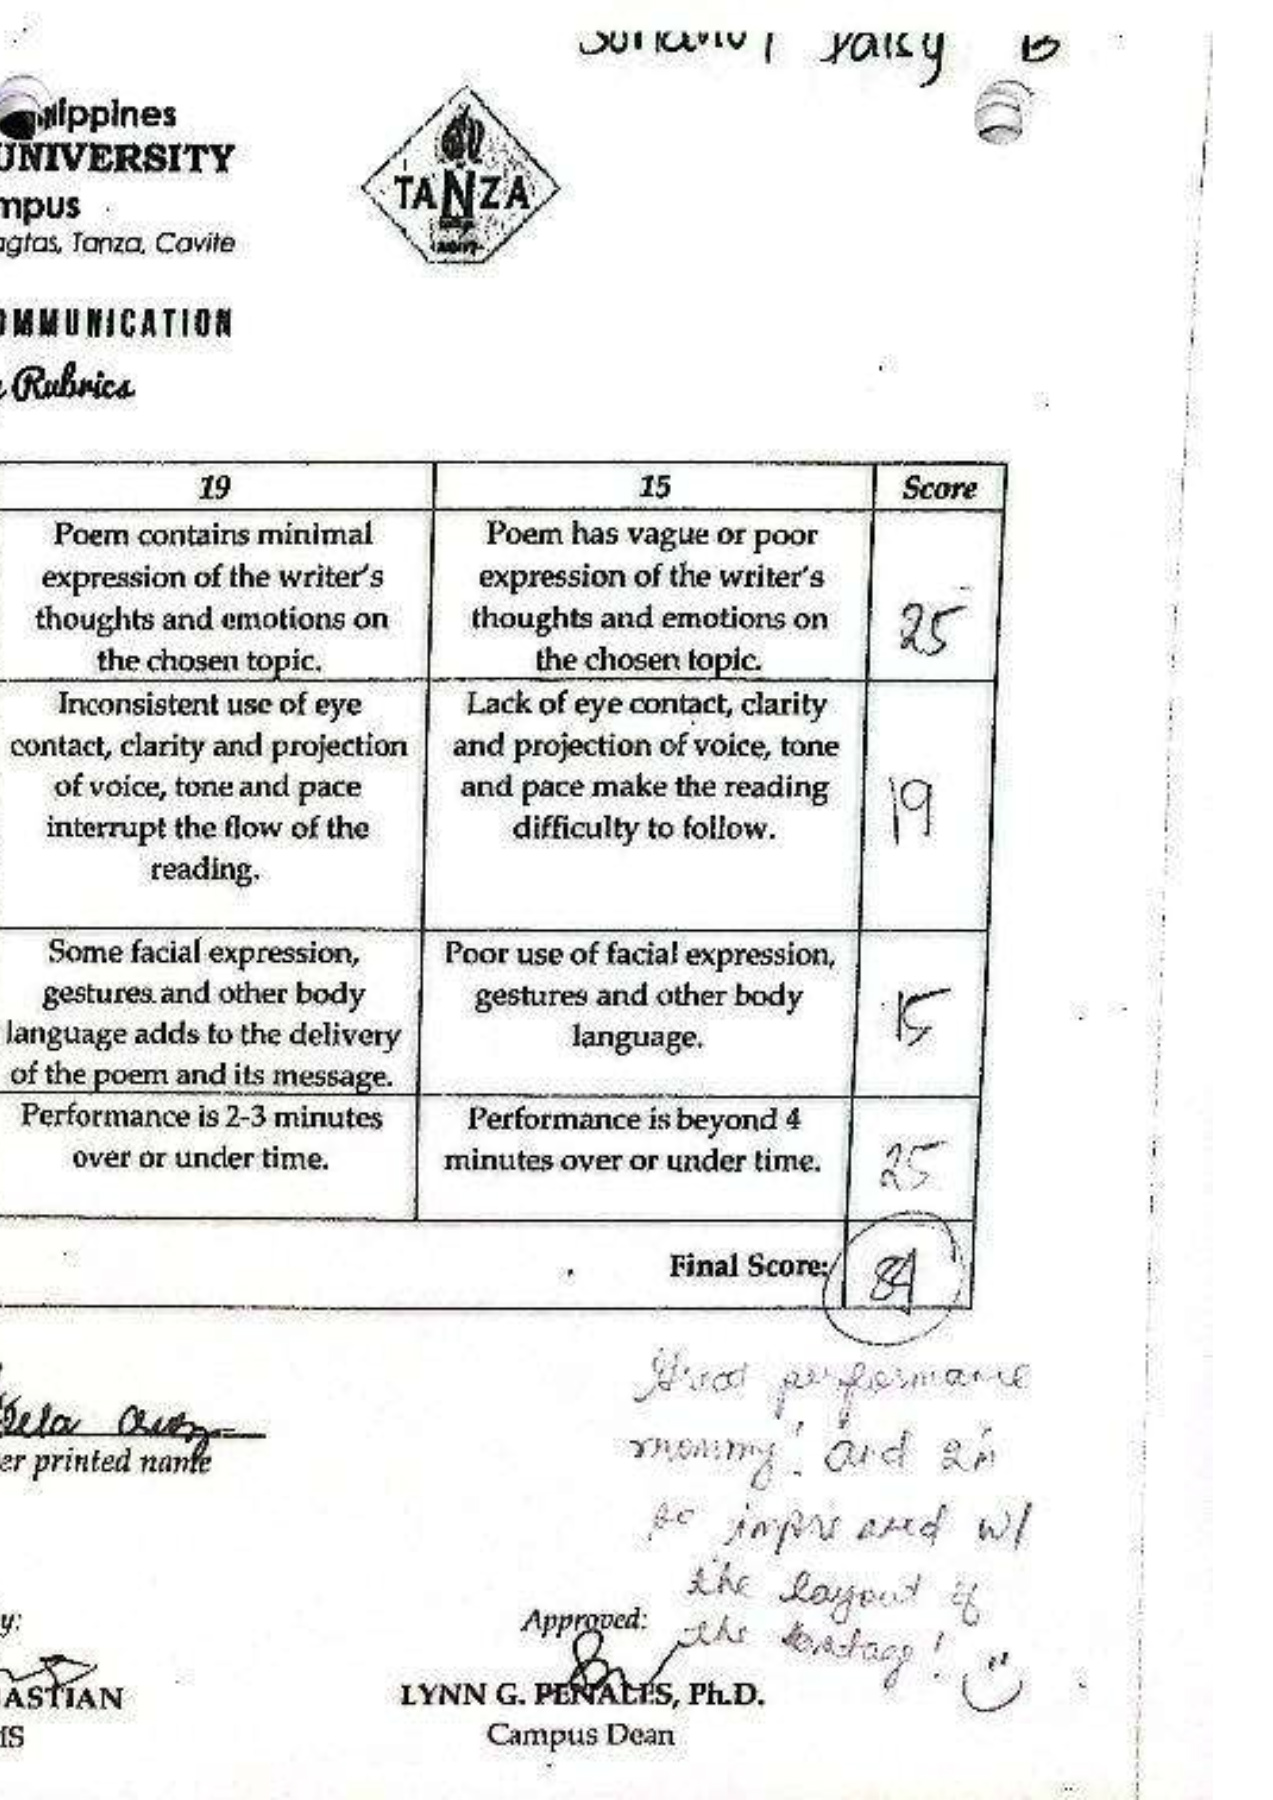 Daisy B
ilippines
UNIVERSITY
mpus
agtas, Tanza, Cavite
TANZA
OMMUNICATION
Rubrics
19 15 Score
Poem contains minimal
expression of the writer's
thoughts and emotions on
the chosen topic.
Poem has vague or poor
expression of the writer's
thoughts and emotions on
the chosen topic.
25
Inconsistent use of eye
contact, clarity and projection
of voice, tone and pace
interrupt the flow of the
reading.
Lack of eye contact, clarity
and projection of voice, tone
and pace make the reading
difficulty to follow.
19
Some facial expression,
gestures and other body
language adds to the delivery
of the poem and its message.
Poor use of facial expression,
gestures and other body
language.
15
Performance is 2-3 minutes
over or under time.
Performance is beyond 4
minutes over or under time.
25
Final Score: 84
Great performance
mommy! and I'm
so impressed w/
the layout of
the
Dela Cruz
er printed name
y:
ASTIAN
MS
Approved:
LYNN G. PENALES, Ph.D.
Campus Dean